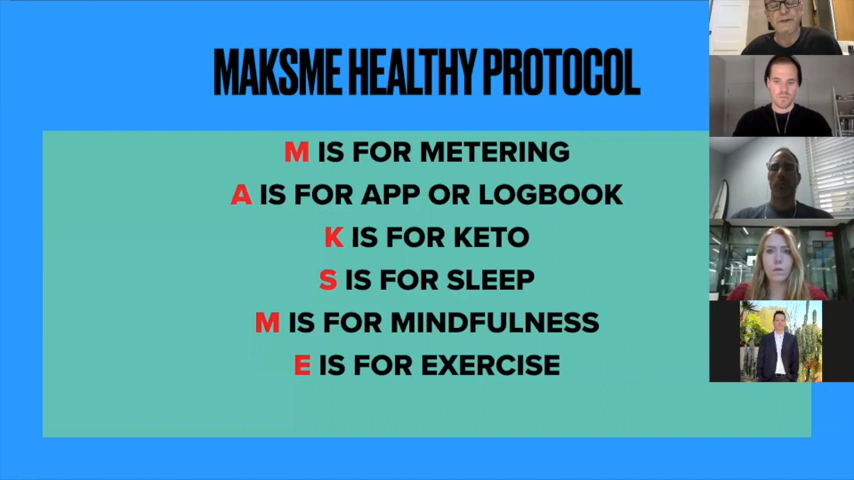 MAKSME HEALTHY PROTOCOL
M IS FOR METERING
A IS FOR APP OR LOGBOOK
K IS FOR KETO
S IS FOR SLEEP
M IS FOR MINDFULNESS
E IS FOR EXERCISE